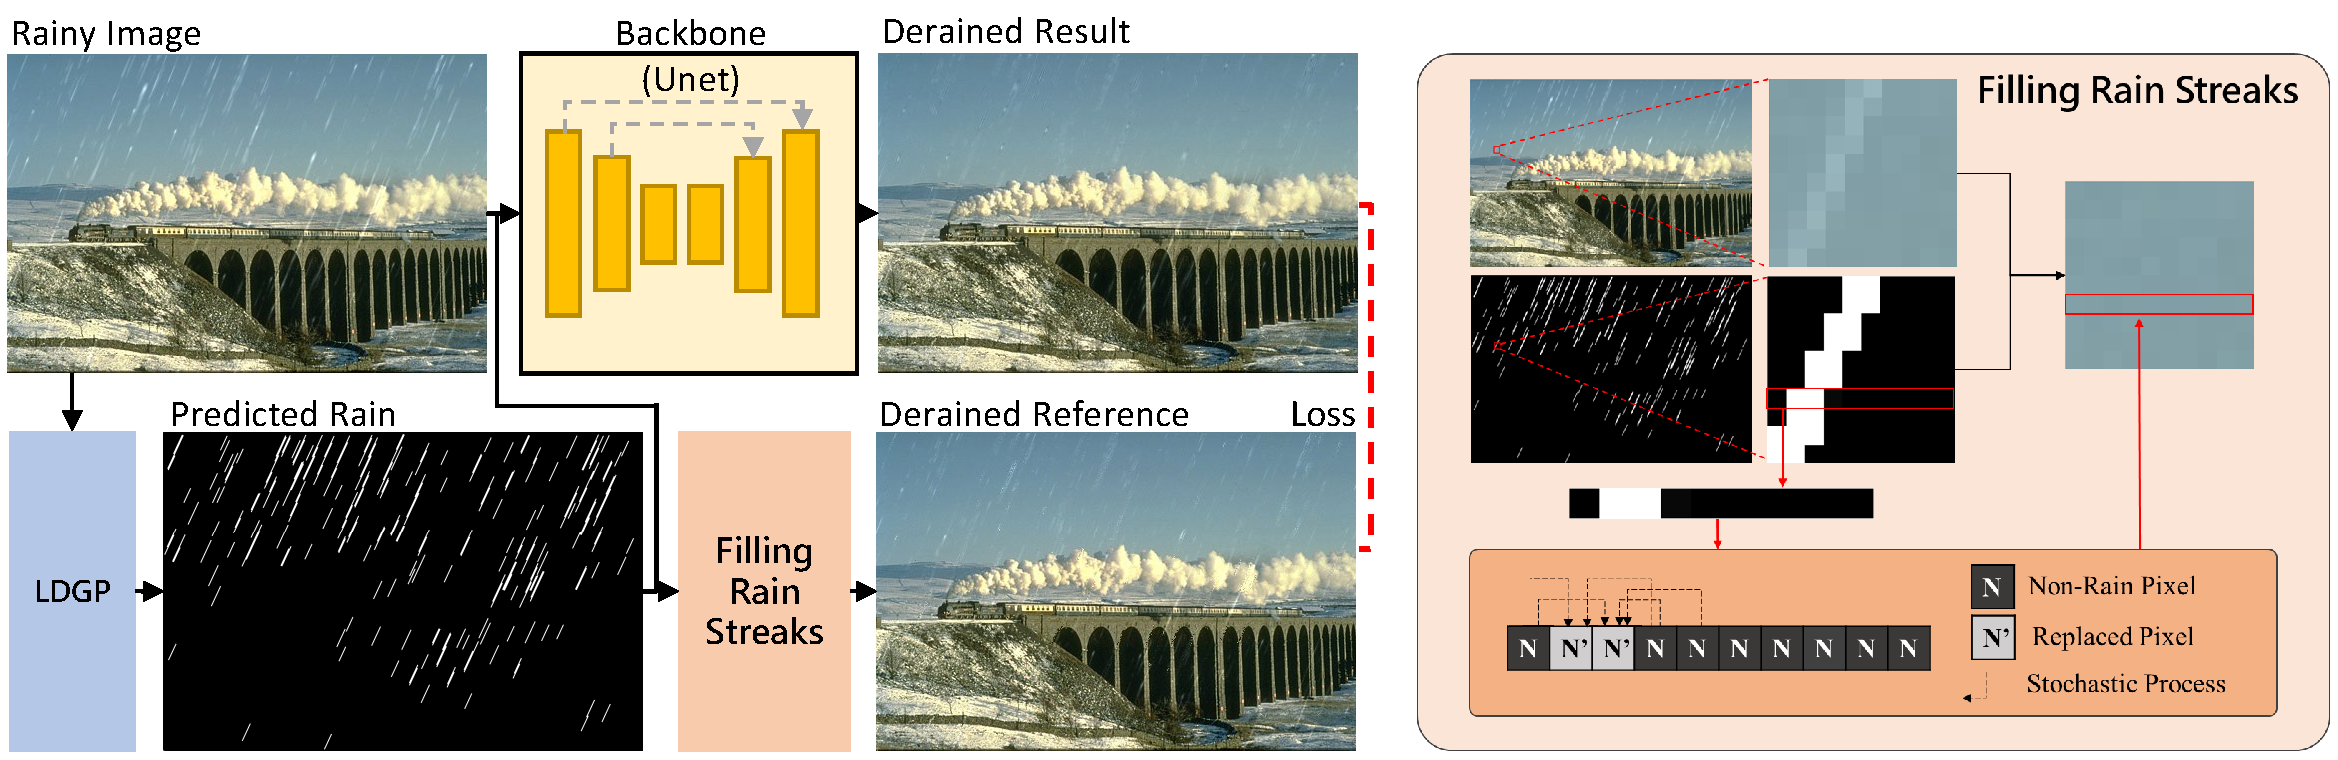 Rainy Image
Backbone
(Unet)
Derained Result
Predicted Rain
LDGP
Filling
Rain
Streaks
Derained Reference
Loss
Filling Rain Streaks
N N' N' N N N N N N N
N Non-Rain Pixel
N' Replaced Pixel
Stochastic Process